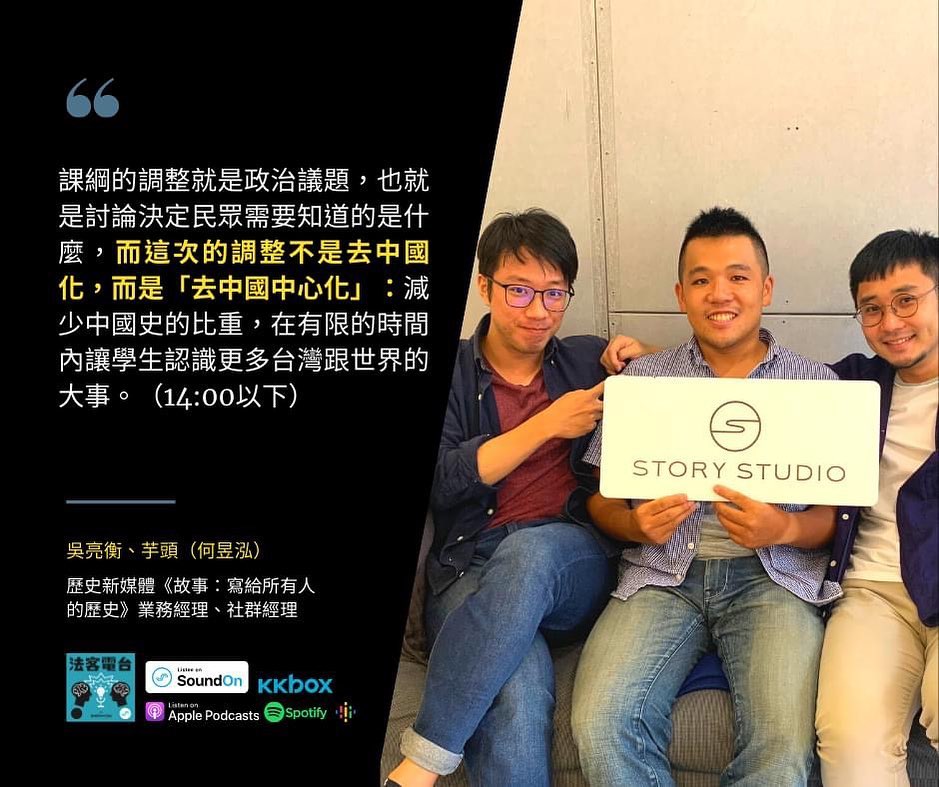 課綱的調整就是政治議題，也就
是討論決定民眾需要知道的是什
麼，而這次的調整不是去中國
化，而是「去中國中心化」：減
少中國史的比重，在有限的時間
內讓學生認識更多台灣跟世界的
大事。（14:00以下）
吳亮衡、芋頭（何昱泓）
歷史新媒體《故事：寫給所有人
的歷史》業務經理、社群經理
法客電台
Listen on
SoundOn
KKBOX
Listen on
Apple Podcasts
Spotify
S
STORY STUDIO